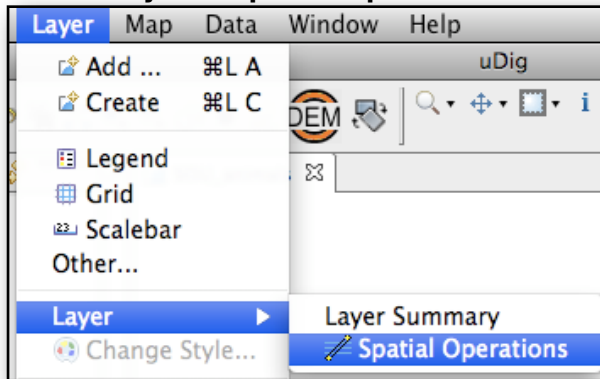 Layer Map Data Window Help
uDig
Add ... ⌘L A
Create ⌘L C
DEM
i
Legend
Grid
Scalebar
Other...
Layer
Layer Summary
Change Style...
Spatial Operations